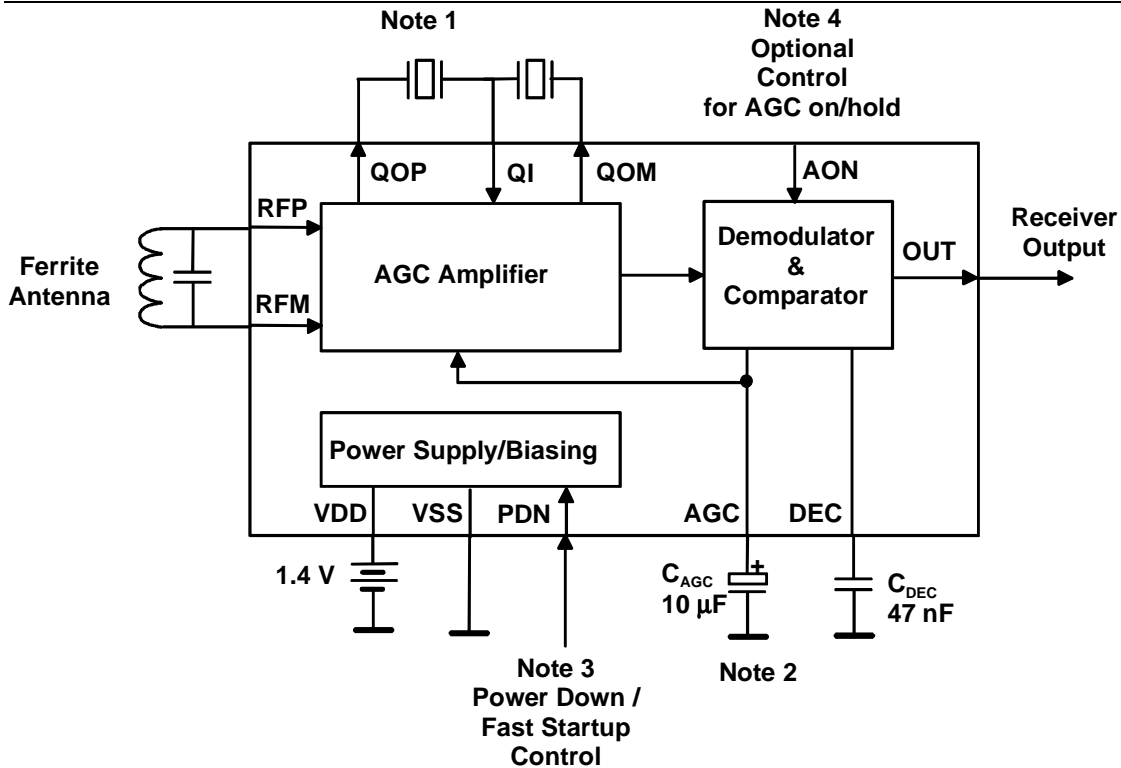 Note 1
Note 4
Optional
Control
for AGC on/hold
QOP
QI
QOM
AON
RFP
RFM
Ferrite
Antenna
AGC Amplifier
Demodulator
&
Comparator
OUT
Receiver
Output
Power Supply/Biasing
VDD
VSS
PDN
AGC
DEC
1.4 V
+
CAGC
10 µF
CDEC
47 nF
Note 3
Power Down /
Fast Startup
Control
Note 2